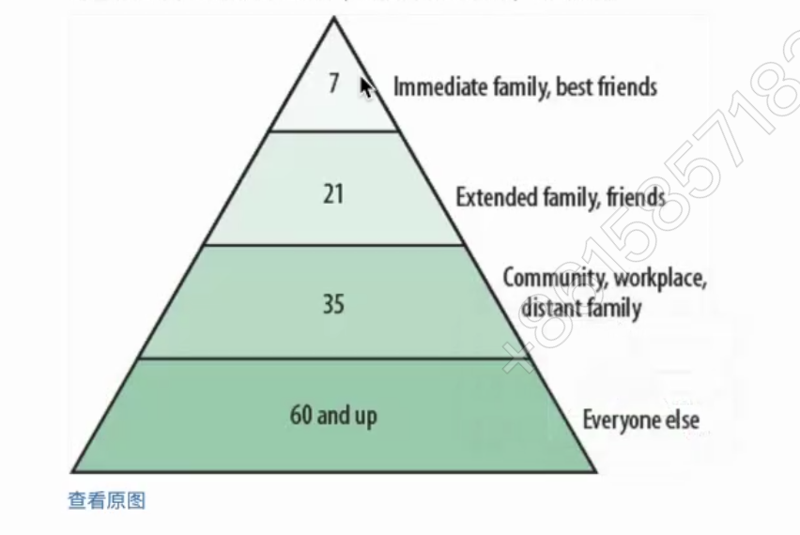 7
Immediate family, best friends
21
Extended family, friends
Community, workplace,
distant family
35
60 and up
Everyone else
查看原图